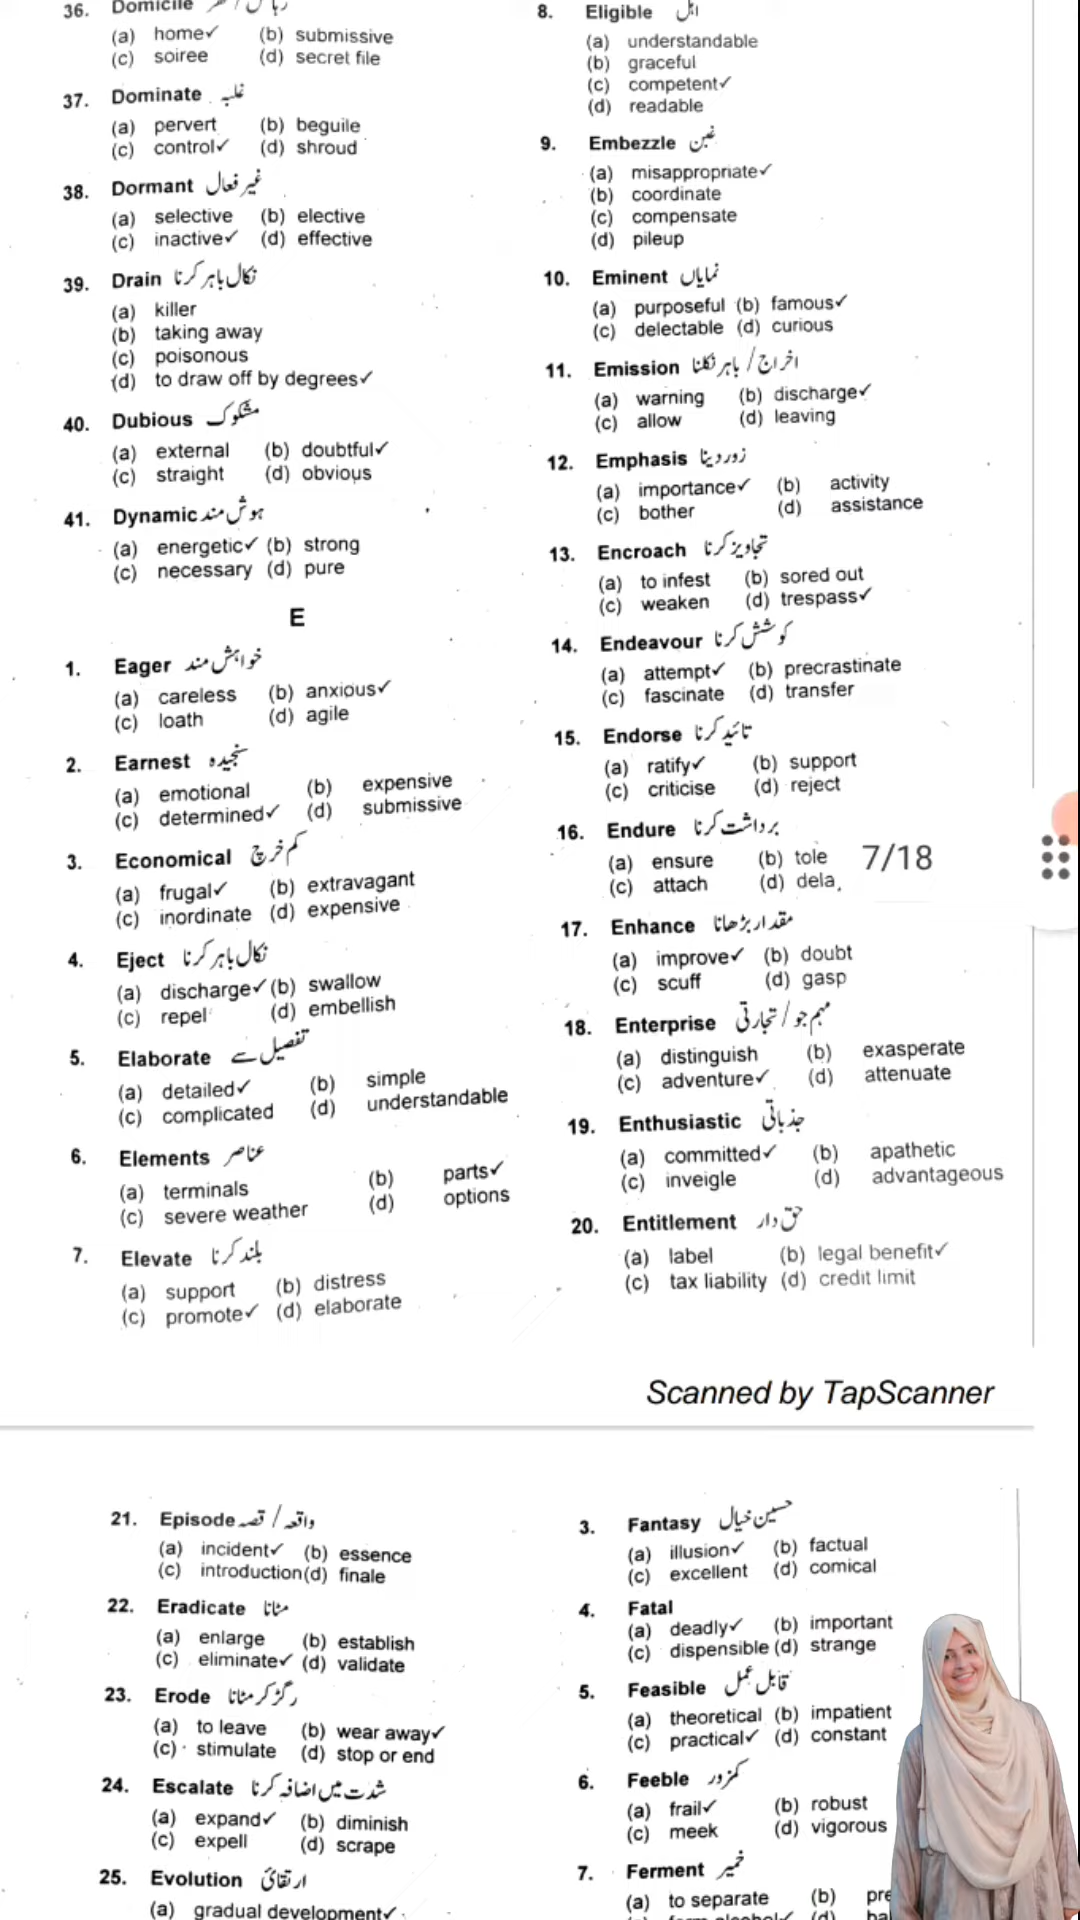 36. Domicile
(a) home✓ (b) submissive
(c) soiree (d) secret file
37. Dominate غلبہ
(a) pervert (b) beguile
(c) control✓ (d) shroud
38. Dormant غیر فعال
(a) selective (b) elective
(c) inactive✓ (d) effective
39. Drain نکال باہر کرنا
(a) killer
(b) taking away
(c) poisonous
(d) to draw off by degrees✓
40. Dubious مشکوک
(a) external (b) doubtful✓
(c) straight (d) obvious
41. Dynamic ہوش مند
(a) energetic✓ (b) strong
(c) necessary (d) pure
E
1. Eager خواہش مند
(a) careless (b) anxious✓
(c) loath (d) agile
2. Earnest سنجیدہ
(a) emotional (b) expensive
(c) determined✓ (d) submissive
3. Economical کم خرچ
(a) frugal✓ (b) extravagant
(c) inordinate (d) expensive
4. Eject نکال باہر کرنا
(a) discharge✓ (b) swallow
(c) repel (d) embellish
5. Elaborate تفصیل سے
(a) detailed✓ (b) simple
(c) complicated (d) understandable
6. Elements عناصر
(a) terminals (b) parts✓
(c) severe weather (d) options
7. Elevate بلند کرنا
(a) support (b) distress
(c) promote✓ (d) elaborate
8. Eligible اہل
(a) understandable
(b) graceful
(c) competent✓
(d) readable
9. Embezzle غبن
(a) misappropriate✓
(b) coordinate
(c) compensate
(d) pileup
10. Eminent نمایاں
(a) purposeful (b) famous✓
(c) delectable (d) curious
11. Emission اخراج / باہر نکلنا
(a) warning (b) discharge✓
(c) allow (d) leaving
12. Emphasis زور دینا
(a) importance✓ (b) activity
(c) bother (d) assistance
13. Encroach تجاویز کرنا
(a) to infest (b) sored out
(c) weaken (d) trespass✓
14. Endeavour کوشش کرنا
(a) attempt✓ (b) precrastinate
(c) fascinate (d) transfer
15. Endorse تائید کرنا
(a) ratify✓ (b) support
(c) criticise (d) reject
16. Endure برداشت کرنا
(a) ensure (b) tole
(c) attach (d) dela
7/18
17. Enhance مقدار بڑھانا
(a) improve✓ (b) doubt
(c) scuff (d) gasp
18. Enterprise مہم جو / تجارتی
(a) distinguish (b) exasperate
(c) adventure✓ (d) attenuate
19. Enthusiastic جذباتی
(a) committed✓ (b) apathetic
(c) inveigle (d) advantageous
20. Entitlement حق دار
(a) label (b) legal benefit✓
(c) tax liability (d) credit limit
Scanned by TapScanner
21. Episode واقعہ / قصہ
(a) incident✓ (b) essence
(c) introduction (d) finale
22. Eradicate مٹانا
(a) enlarge (b) establish
(c) eliminate✓ (d) validate
23. Erode رگڑ کر مٹانا
(a) to leave (b) wear away✓
(c) stimulate (d) stop or end
24. Escalate شدت میں اضافہ کرنا
(a) expand✓ (b) diminish
(c) expell (d) scrape
25. Evolution ارتقائی
(a) gradual development✓
3. Fantasy حسین خیال
(a) illusion✓ (b) factual
(c) excellent (d) comical
4. Fatal
(a) deadly✓ (b) important
(c) dispensible (d) strange
5. Feasible قابل عمل
(a) theoretical (b) impatient
(c) practical✓ (d) constant
6. Feeble کمزور
(a) frail✓ (b) robust
(c) meek (d) vigorous
7. Ferment خمیر
(a) to separate (b) pre